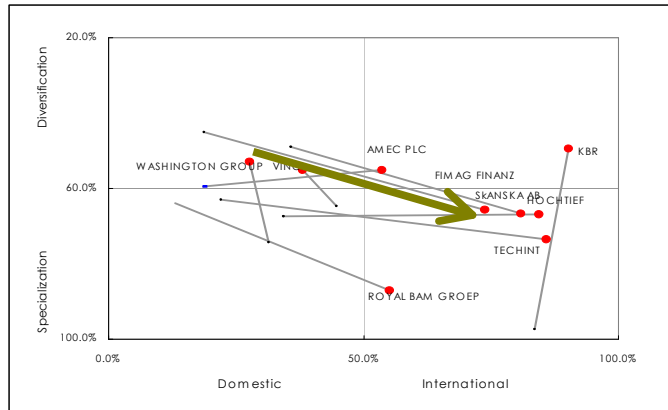 20.0%
Diversification
AMEC PLC
KBR
WASHINGTON GROUP
FIMAG FINANZ
60.0%
SKANSKA AB
HOCHTIEF
TECHINT
Specialization
ROYAL BAM GROEP
100.0%
0.0%
50.0%
100.0%
Domestic
International